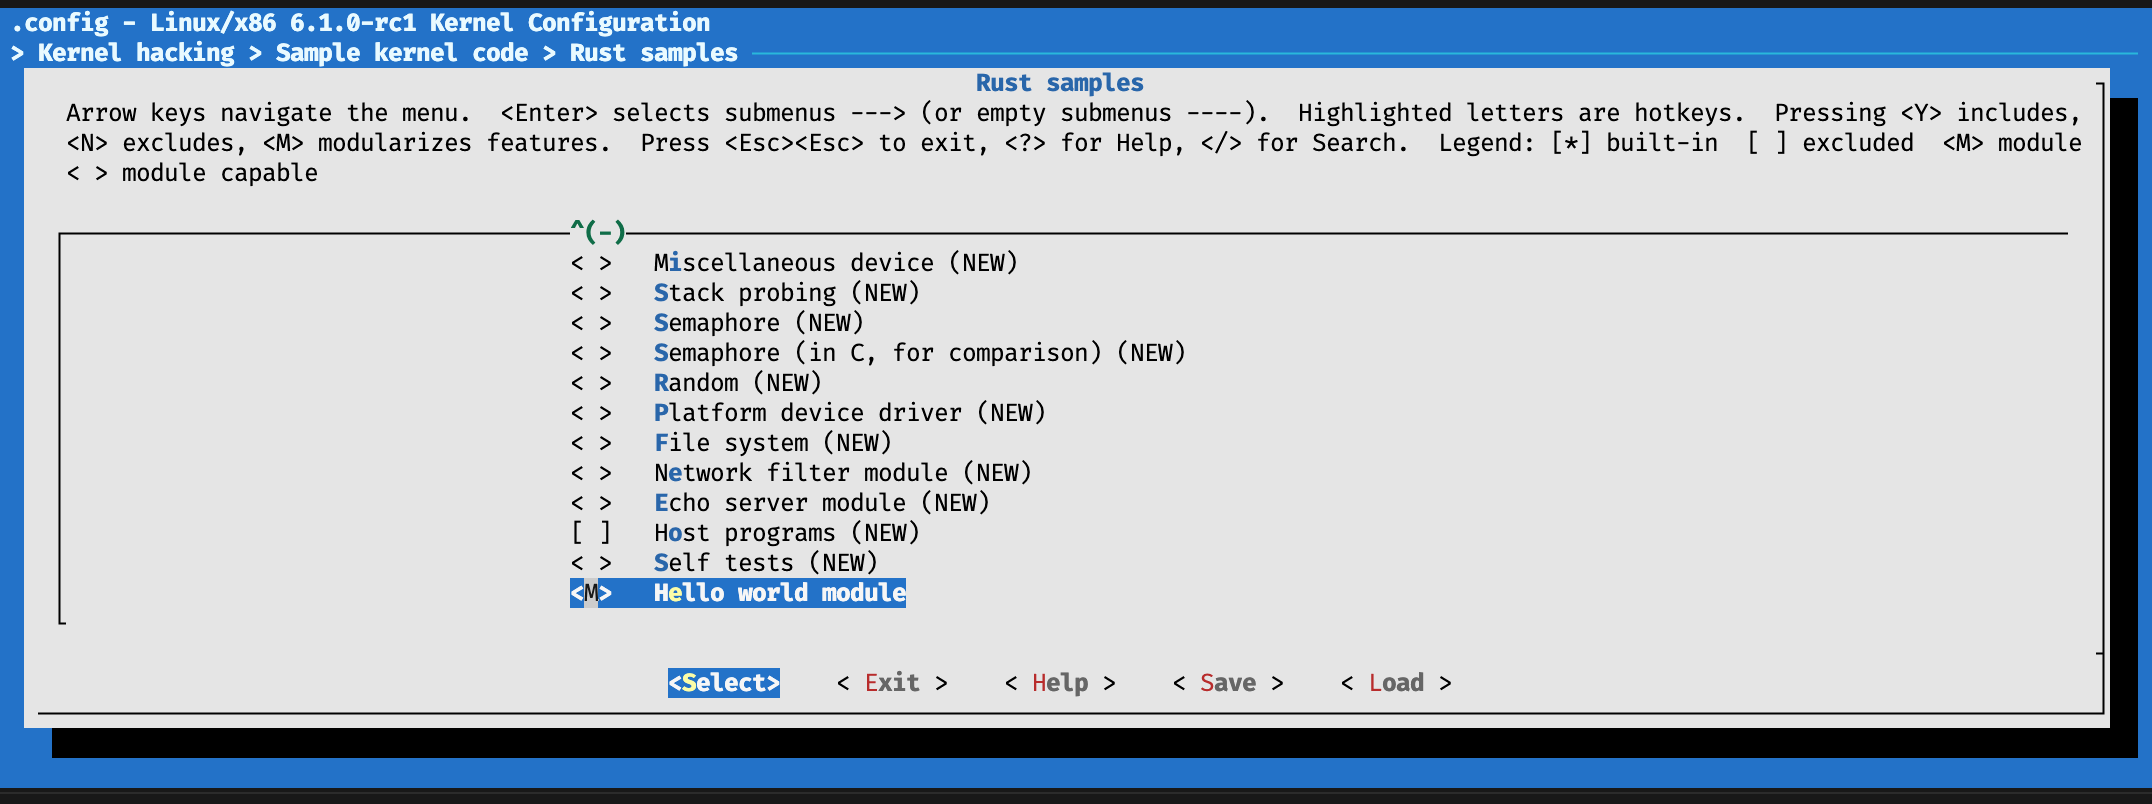 .config - Linux/x86 6.1.0-rc1 Kernel Configuration
> Kernel hacking > Sample kernel code > Rust samples
Rust samples
Arrow keys navigate the menu.  <Enter> selects submenus ---> (or empty submenus ----).  Highlighted letters are hotkeys.  Pressing <Y> includes,
<N> excludes, <M> modularizes features.  Press <Esc><Esc> to exit, <?> for Help, </> for Search.  Legend: [*] built-in  [ ] excluded  <M> module
< > module capable
^(-)
< >   Miscellaneous device (NEW)
< >   Stack probing (NEW)
< >   Semaphore (NEW)
< >   Semaphore (in C, for comparison) (NEW)
< >   Random (NEW)
< >   Platform device driver (NEW)
< >   File system (NEW)
< >   Network filter module (NEW)
< >   Echo server module (NEW)
[ ]   Host programs (NEW)
< >   Self tests (NEW)
<M>   Hello world module
<Select>    < Exit >    < Help >    < Save >    < Load >